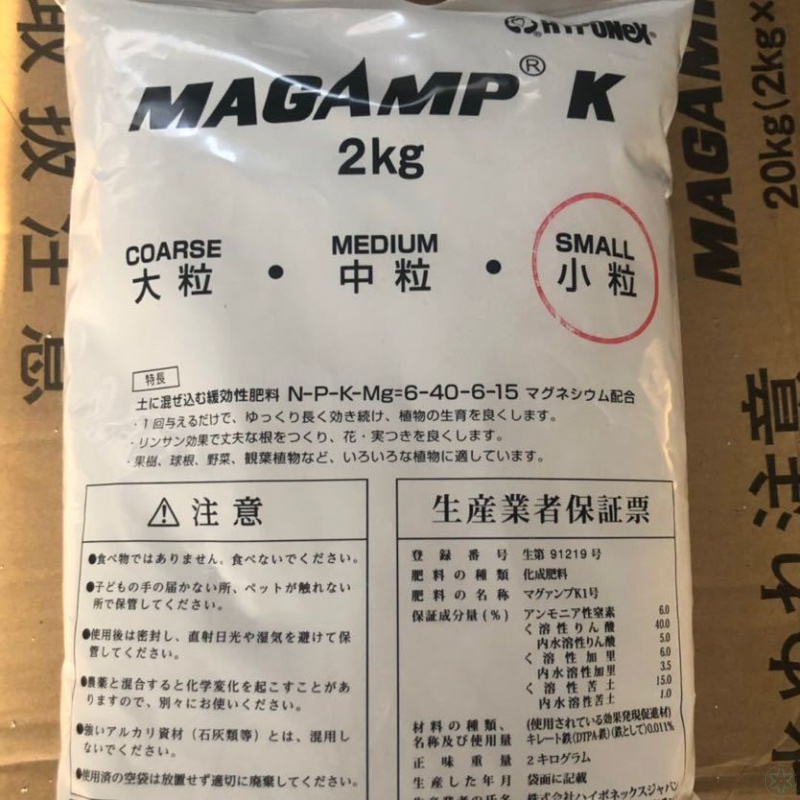 HYPONeX®
MAGAMP® K
2kg
COARSE
大粒
・
MEDIUM
中粒
・
SMALL
小粒
特長
土に混ぜ込む緩効性肥料 N-P-K-Mg=6-40-6-15 マグネシウム配合
・1回与えるだけで、ゆっくり長く効き続け、植物の生育を良くします。
・リンサン効果で丈夫な根をつくり、花・実つきを良くします。
・果樹、球根、野菜、観葉植物など、いろいろな植物に適しています。
⚠注意
●食べ物ではありません。食べないでください。
●子どもの手の届かない所、ペットが触れない
所で保管してください。
●使用後は密封し、直射日光や湿気を避けて保
管してください。
●農薬と混合すると化学変化を起こすことがあ
りますので、別々にお使いください。
●強いアルカリ資材(石灰類等)とは、混用し
ないでください。
●使用済の空袋は放置せず適切に廃棄してください。
生産業者保証票
登録番号 生第91219号
肥料の種類 化成肥料
肥料の名称 マグァンプK1号
保証成分量(%) アンモニア性窒素 6.0
く溶性りん酸 40.0
内水溶性りん酸 5.0
く溶性加里 6.0
内水溶性加里 3.5
く溶性苦土 15.0
内水溶性苦土 1.0
材料の種類、 (使用されている効果発現促進材)
名称及び使用量 キレート鉄(DTPA-鉄)(鉄として)0.011%
正味重量 2キログラム
生産した年月 袋面に記載
株式会社ハイポネックスジャパン
取扱注意
MAGAMP
20kg(2kg×
注意